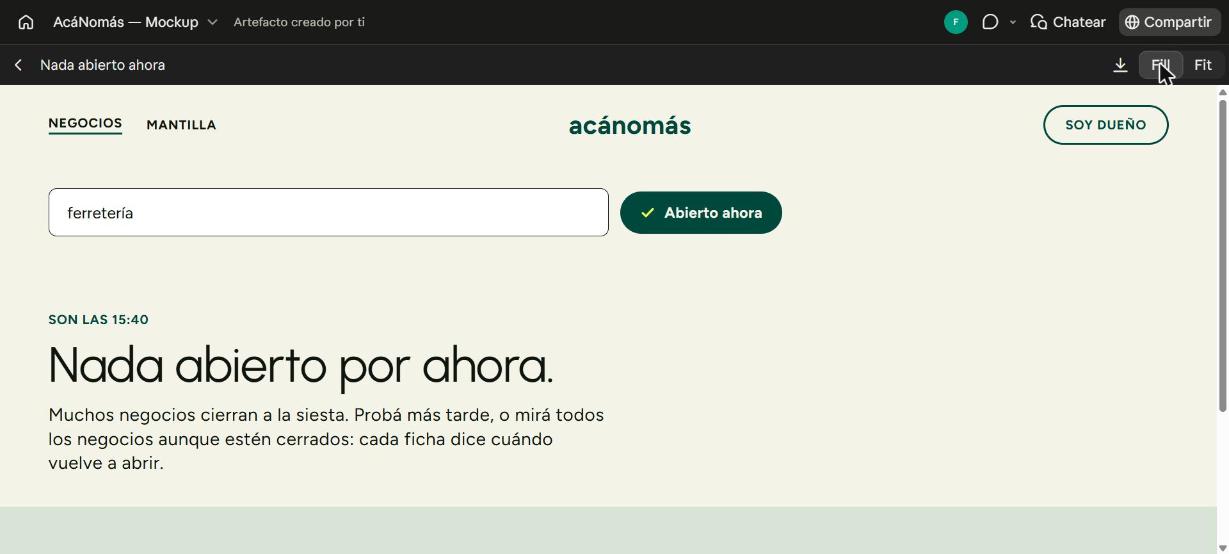 AcáNomás — Mockup
Artefacto creado por ti
F
Chatear
Compartir
Nada abierto ahora
Fill
Fit
NEGOCIOS
MANTILLA
acánomás
SOY DUEÑO
ferretería
Abierto ahora
SON LAS 15:40
Nada abierto por ahora.
Muchos negocios cierran a la siesta. Probá más tarde, o mirá todos
los negocios aunque estén cerrados: cada ficha dice cuándo
vuelve a abrir.